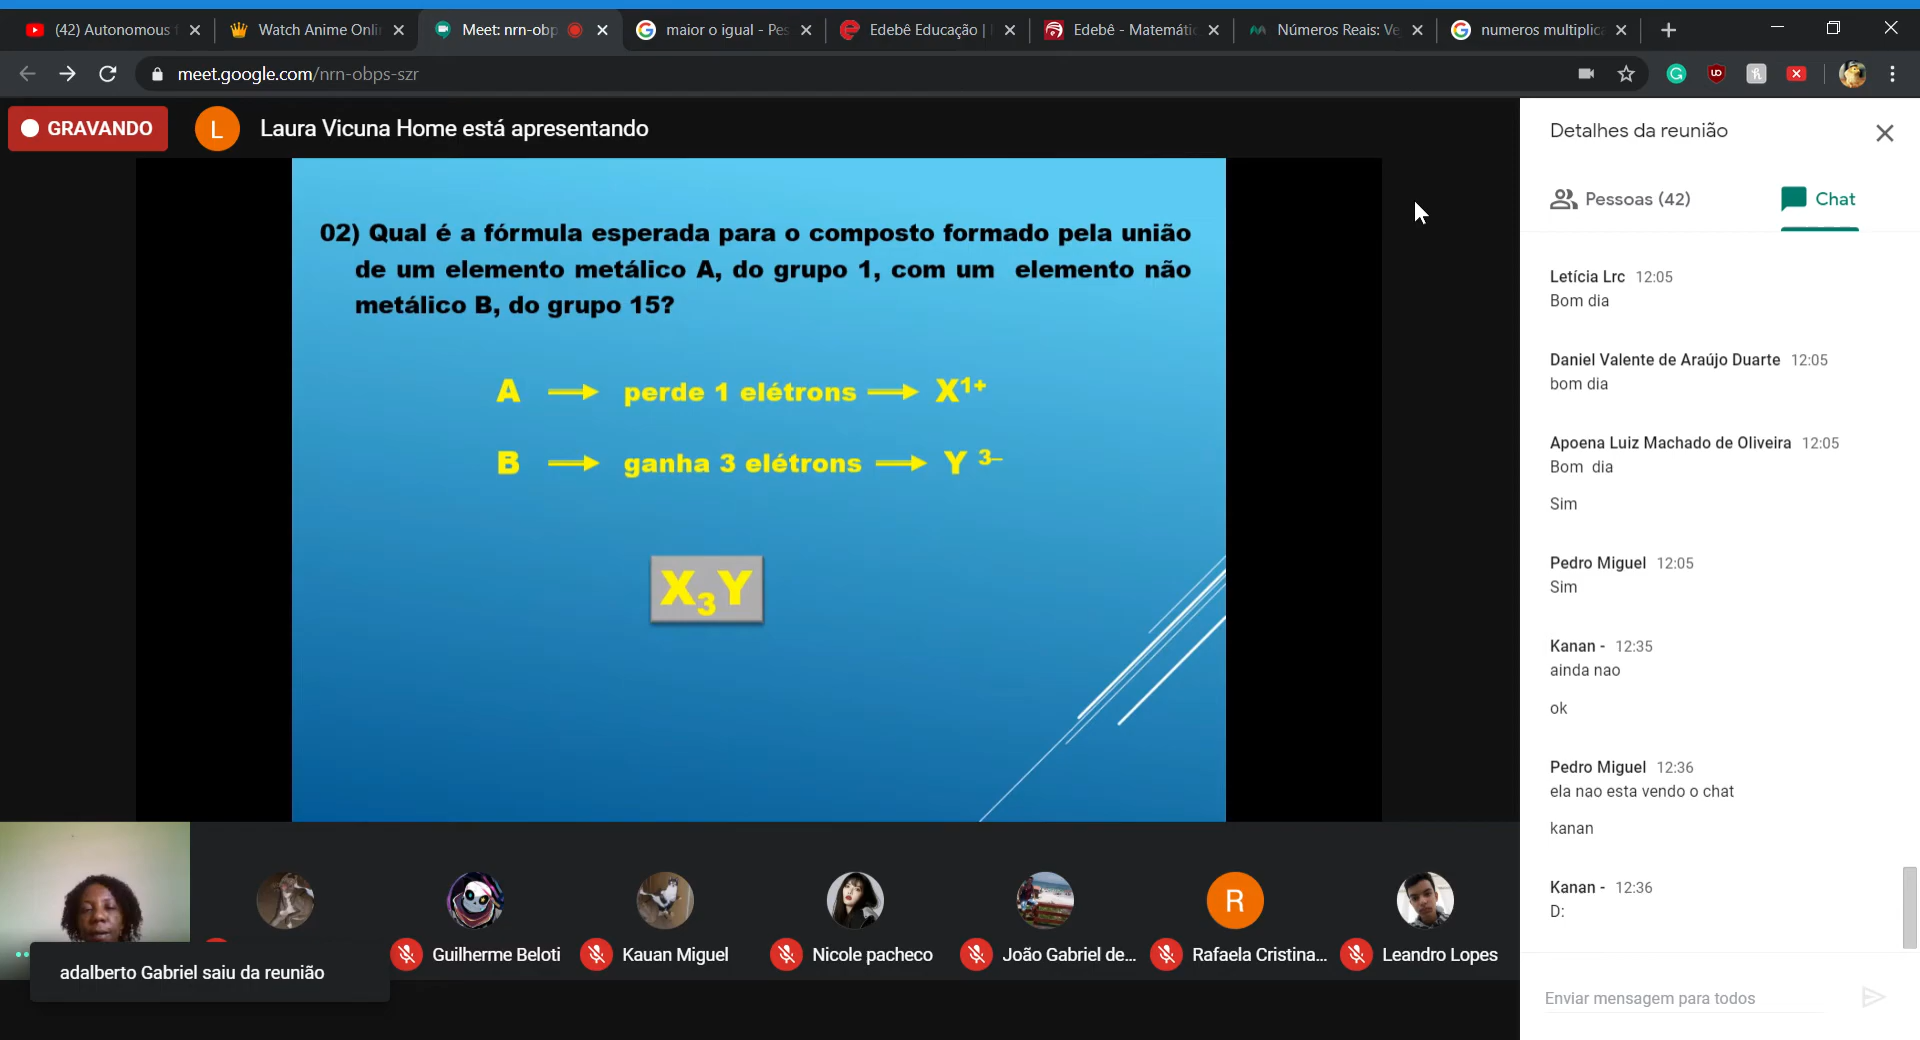 (42) Autonomous
Watch Anime Onli
Meet: nrn-obp
maior o igual - Pes
Edebê Educação |
Edebê - Matemátic
Números Reais: Ve
numeros multiplica
meet.google.com/nrn-obps-szr
GRAVANDO
L
Laura Vicuna Home está apresentando
02) Qual é a fórmula esperada para o composto formado pela união
de um elemento metálico A, do grupo 1, com um elemento não
metálico B, do grupo 15?
A → perde 1 elétrons → X¹⁺
B → ganha 3 elétrons → Y ³⁻
X₃Y
adalberto Gabriel saiu da reunião
Guilherme Beloti
Kauan Miguel
Nicole pacheco
João Gabriel de...
R
Rafaela Cristina...
Leandro Lopes
Detalhes da reunião
Pessoas (42)
Chat
Letícia Lrc 12:05
Bom dia
Daniel Valente de Araújo Duarte 12:05
bom dia
Apoena Luiz Machado de Oliveira 12:05
Bom dia
Sim
Pedro Miguel 12:05
Sim
Kanan - 12:35
ainda nao
ok
Pedro Miguel 12:36
ela nao esta vendo o chat
kanan
Kanan - 12:36
D:
Enviar mensagem para todos